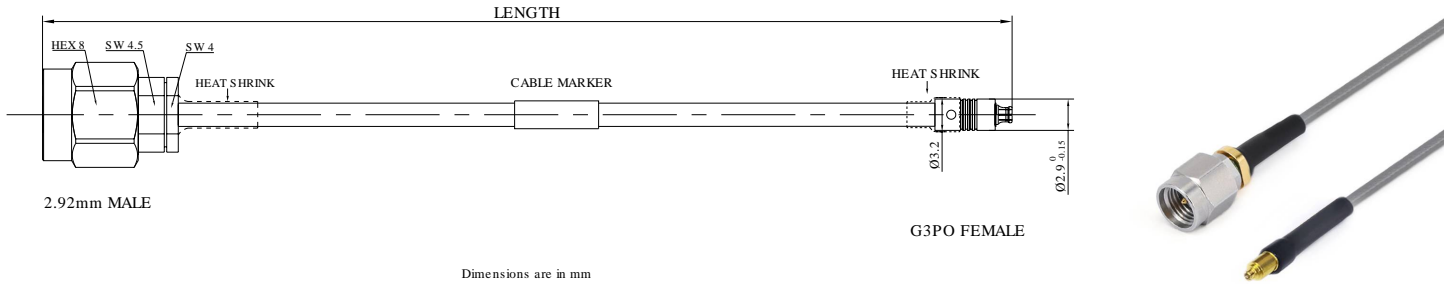 LENGTH
HEX 8
SW 4.5
SW 4
HEAT SHRINK
CABLE MARKER
HEAT SHRINK
Ø3.2
Ø2.9 0 -0.15
2.92mm MALE
G3PO FEMALE
Dimensions are in mm